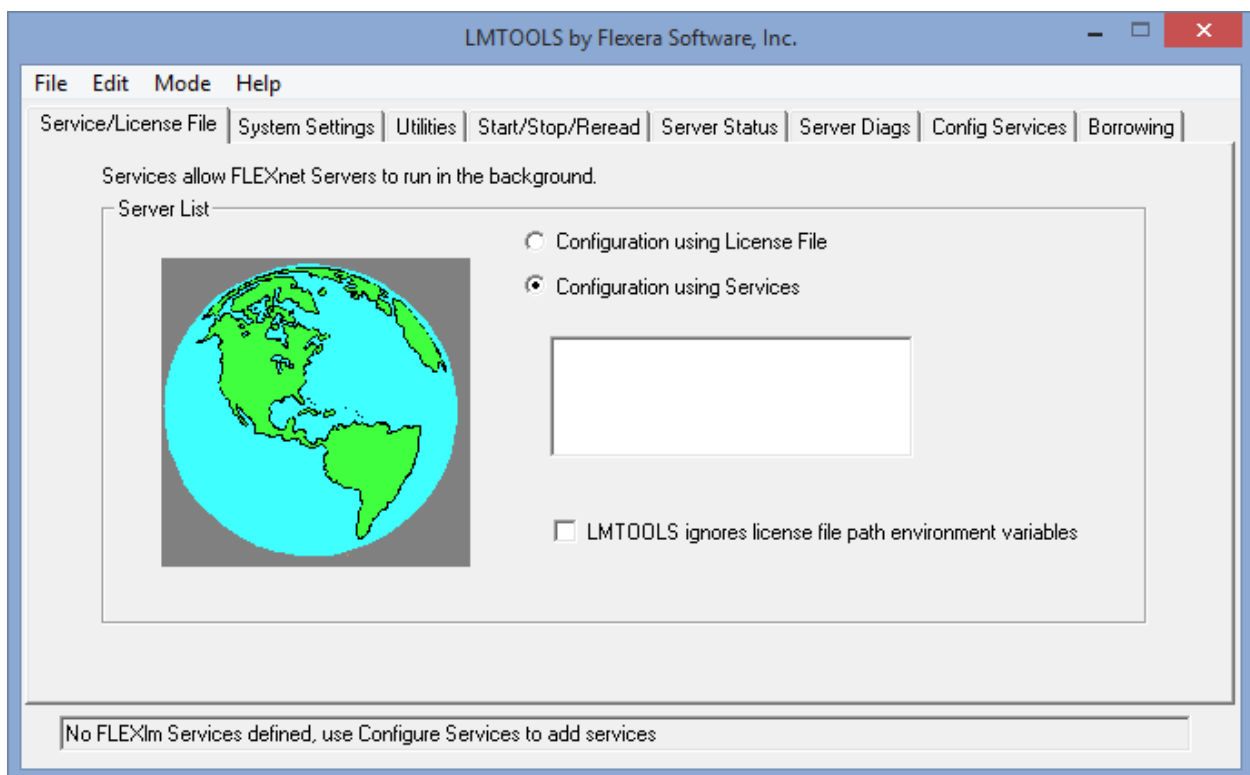 LMTOOLS by Flexera Software, Inc.
File Edit Mode Help
Service/License File System Settings Utilities Start/Stop/Reread Server Status Server Diags Config Services Borrowing
Services allow FLEXnet Servers to run in the background.
Server List
Configuration using License File
Configuration using Services
LMTOOLS ignores license file path environment variables
No FLEXlm Services defined, use Configure Services to add services